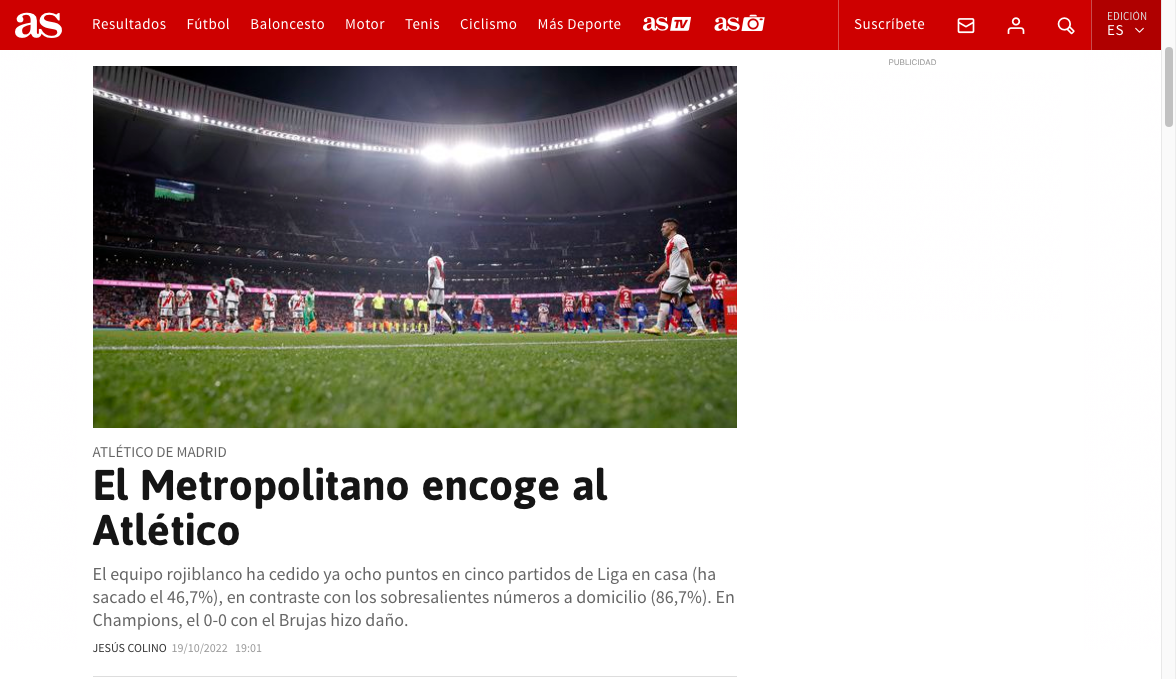 as Resultados Fútbol Baloncesto Motor Tenis Ciclismo Más Deporte as TV as Suscríbete EDICIÓN ES
PUBLICIDAD
ATLÉTICO DE MADRID
El Metropolitano encoge al
Atlético
El equipo rojiblanco ha cedido ya ocho puntos en cinco partidos de Liga en casa (ha
sacado el 46,7%), en contraste con los sobresalientes números a domicilio (86,7%). En
Champions, el 0-0 con el Brujas hizo daño.
JESÚS COLINO 19/10/2022 19:01